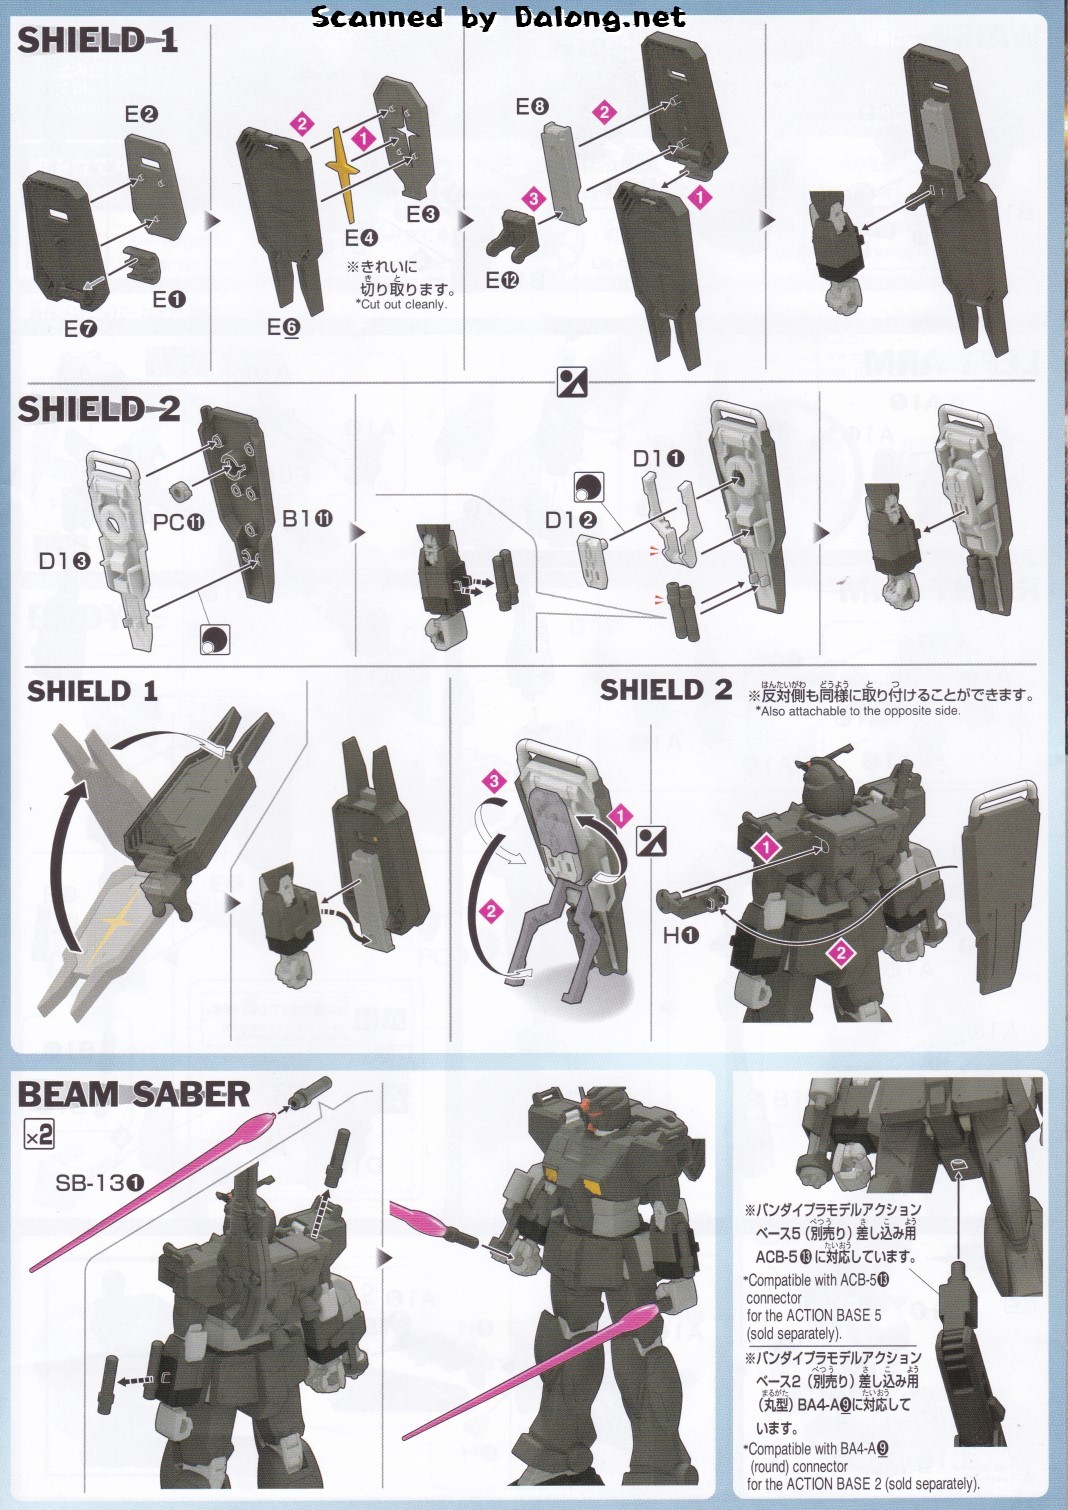 Scanned by Dalong.net
SHIELD-1
E2
E7
E1
2
1
E3
E4
E6
※きれいに
切り取ります。
*Cut out cleanly.
E8
2
3
1
E12
SHIELD-2
D13
PC11
B111
D11
D12
SHIELD 1
SHIELD 2
※反対側も同様に取り付けることができます。
*Also attachable to the opposite side.
3
1
2
1
H1
2
BEAM SABER
×2
SB-131
※バンダイプラモデルアクション
ベース5（別売り）差し込み用
ACB-513に対応しています。
*Compatible with ACB-513
connector
for the ACTION BASE 5
(sold separately).
※バンダイプラモデルアクション
ベース2（別売り）差し込み用
（丸型）BA4-A9に対応して
います。
*Compatible with BA4-A9
(round) connector
for the ACTION BASE 2 (sold separately).